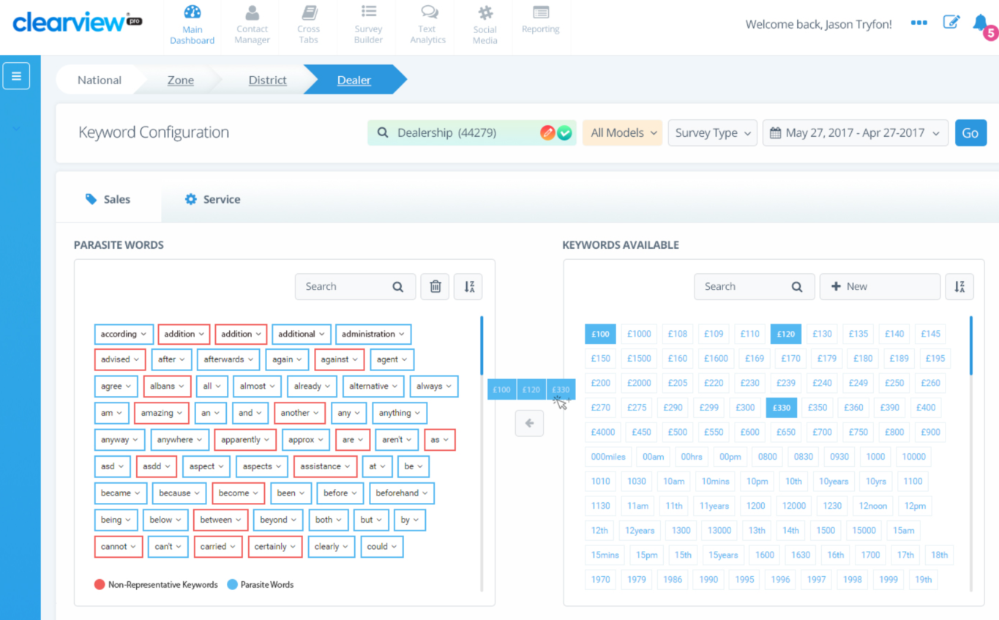 clearview® pro
Main Dashboard
Contact Manager
Cross Tabs
Survey Builder
Text Analytics
Social Media
Reporting
Welcome back, Jason Tryfon!
5
National Zone District Dealer
Keyword Configuration
Dealership (44279)
All Models
Survey Type
May 27, 2017 - Apr 27-2017
Go
Sales
Service
PARASITE WORDS
Search
according addition addition additional administration
advised after afterwards again against agent
agree albans all almost already alternative always
am amazing an and another any anything
anyway anywhere apparently approx are aren't as
asd asdd aspect aspects assistance at be
became because become been before beforehand
being below between beyond both but by
cannot can't carried certainly clearly could
Non-Representative Keywords Parasite Words
£100 £120 £330
KEYWORDS AVAILABLE
Search
New
£100 £1000 £108 £109 £110 £120 £130 £135 £140 £145
£150 £1500 £160 £1600 £169 £170 £179 £180 £189 £195
£200 £2000 £205 £220 £230 £239 £240 £249 £250 £260
£270 £275 £290 £299 £300 £330 £350 £360 £390 £400
£4000 £450 £500 £550 £600 £650 £700 £750 £800 £900
000miles 00am 00hrs 00pm 0800 0830 0930 1000 10000
1010 1030 10am 10mins 10pm 10th 10years 10yrs 1100
1130 11am 11th 11years 1200 12000 1230 12noon 12pm
12th 12years 1300 13000 13th 14th 1500 15000 15am
15mins 15pm 15th 15years 1600 1630 16th 1700 17th 18th
1970 1979 1986 1990 1995 1996 1997 1998 1999 19th